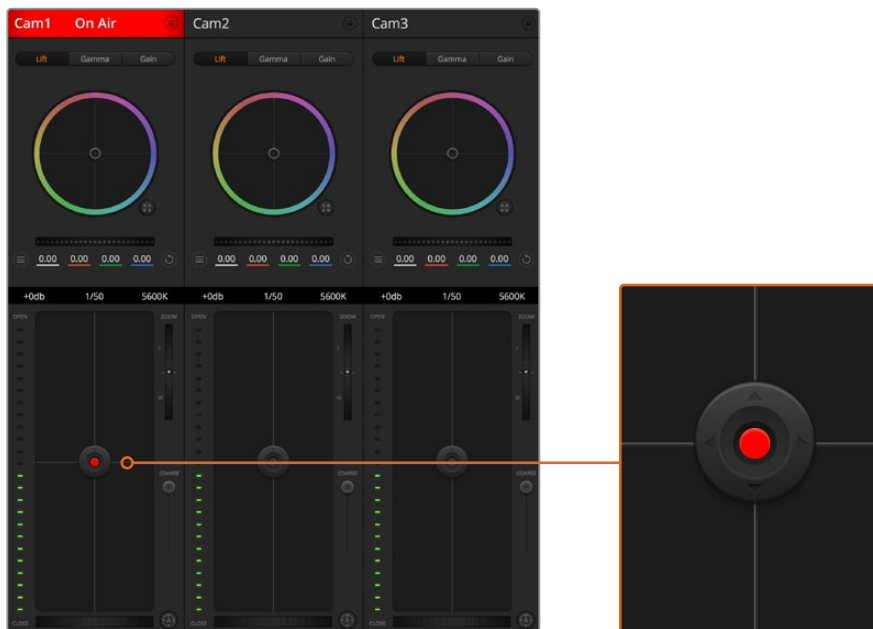 Cam1 On Air Cam2 Cam3
Lift Gamma Gain Lift Gamma Gain Lift Gamma Gain
0.00 0.00 0.00 0.00 0.00 0.00 0.00 0.00 0.00 0.00 0.00 0.00
+0db 1/50 5600K +0db 1/50 5600K +0db 1/50 5600K
OPEN ZOOM OPEN ZOOM OPEN ZOOM
T T T
W W W
COARSE COARSE COARSE
CLOSE CLOSE CLOSE